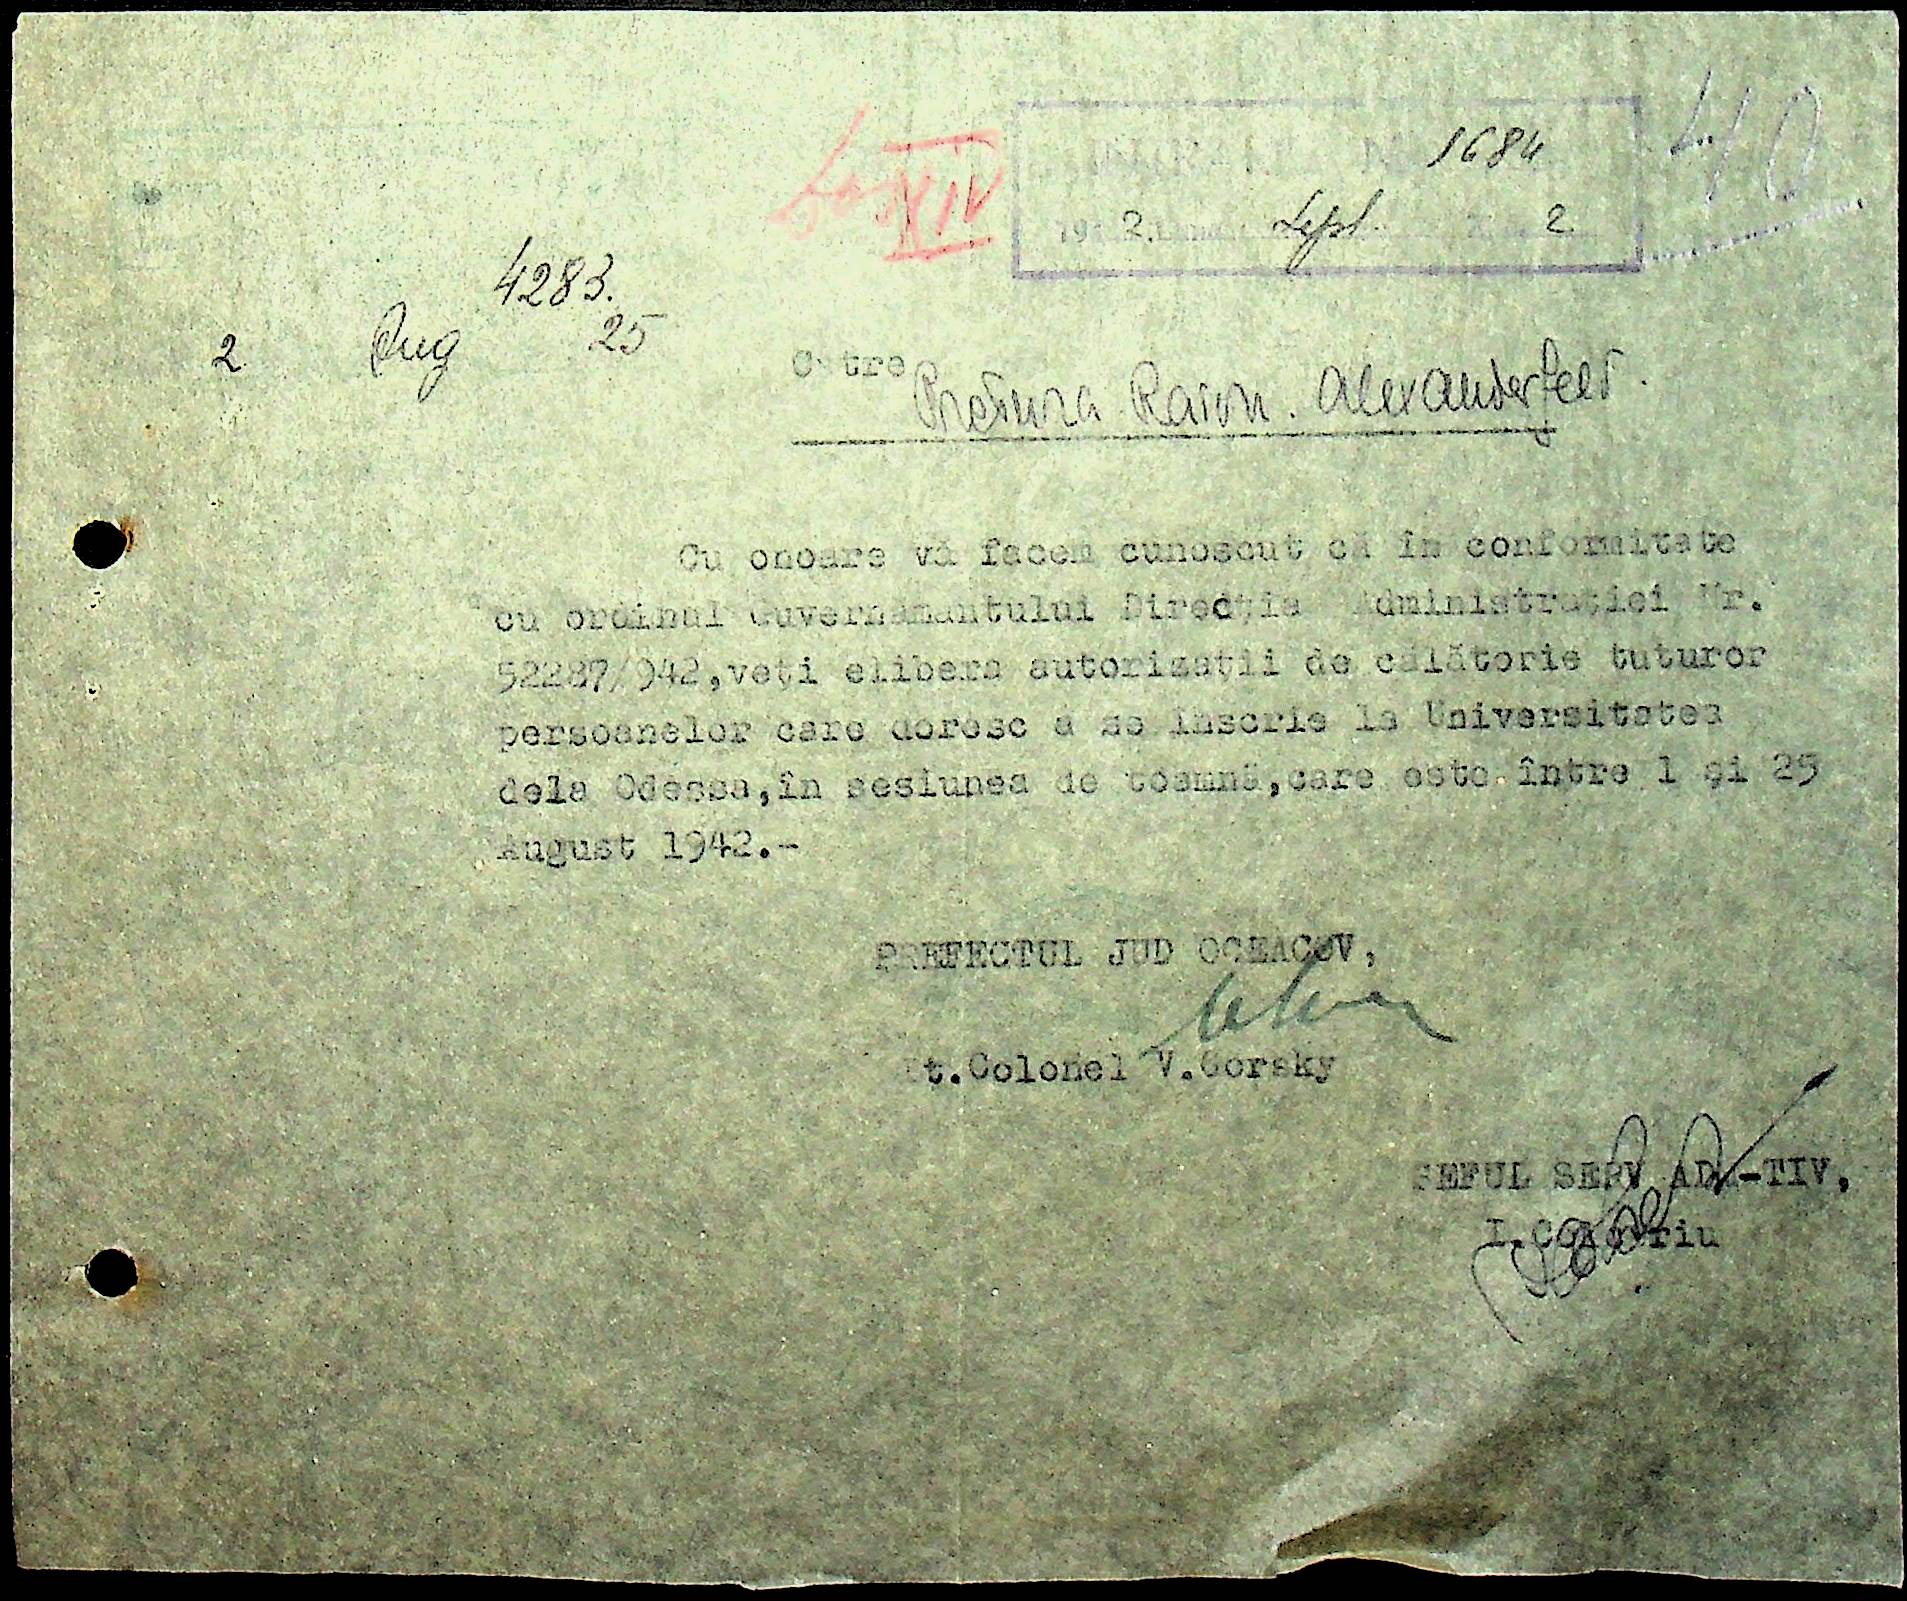 1684
40
XIV
2. Sept. 2
4283.
2 Aug 25
Către
Pretura Raion. Alexanderfeld.
Cu onoare vă facem cunoscut că în conformitate
cu ordinul Guvernamantului Direcția Administrației Nr.
52287/942,veți elibera autorizații de călătorie tuturor
persoanelor care doresc a se înscrie la Universitatea
dela Odessa,în sesiunea de toamnă,care este între 1 și 25
August 1942.-
PREFECTUL JUD OCEACOV,
Lt.Colonel V.Gorsky
SEFUL SERV ADM-TIV,